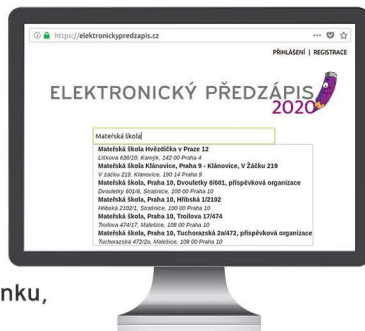 https://elektronickypredzapis.cz
PŘIHLÁŠENÍ | REGISTRACE
ELEKTRONICKÝ PŘEDZÁPIS
2020
Mateřská škola
Mateřská škola Hvězdička v Praze 12
Lišková 636/10, Kamýk, 142 00 Praha 4
Mateřská škola Klánovice, Praha 9 - Klánovice, V Žáčku 219
V žáčku 219, Klánovice, 190 14 Praha 9
Mateřská škola, Praha 10, Dvouletky 8/601, příspěvková organizace
Dvouletky 601/8, Strašnice, 100 00 Praha 10
Mateřská škola, Praha 10, Hřibská 1/2102
Hřibská 2102/1, Strašnice, 100 00 Praha 10
Mateřská škola, Praha 10, Troilova 17/474
Troilova 474/17, Malešice, 108 00 Praha 10
Mateřská škola, Praha 10, Tuchorazská 2a/472, příspěvková organizace
Tuchorazská 472/2a, Malešice, 108 00 Praha 10
nku,